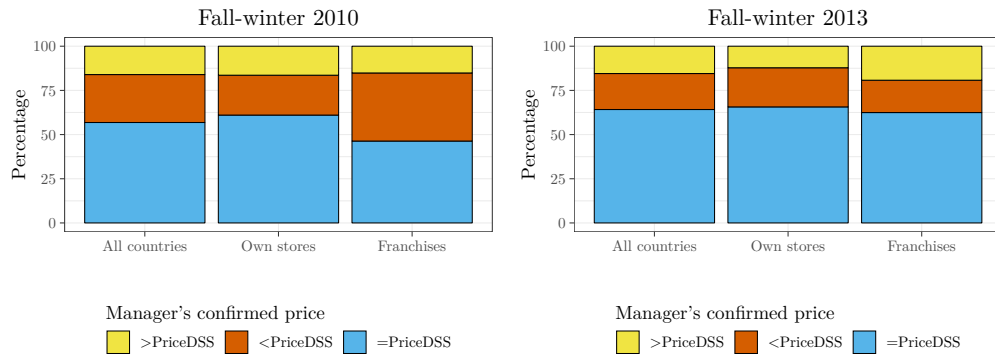 Fall-winter 2010
Percentage
100
75
50
25
0
All countries Own stores Franchises
Manager's confirmed price
>PriceDSS <PriceDSS =PriceDSS
Fall-winter 2013
Percentage
100
75
50
25
0
All countries Own stores Franchises
Manager's confirmed price
>PriceDSS <PriceDSS =PriceDSS